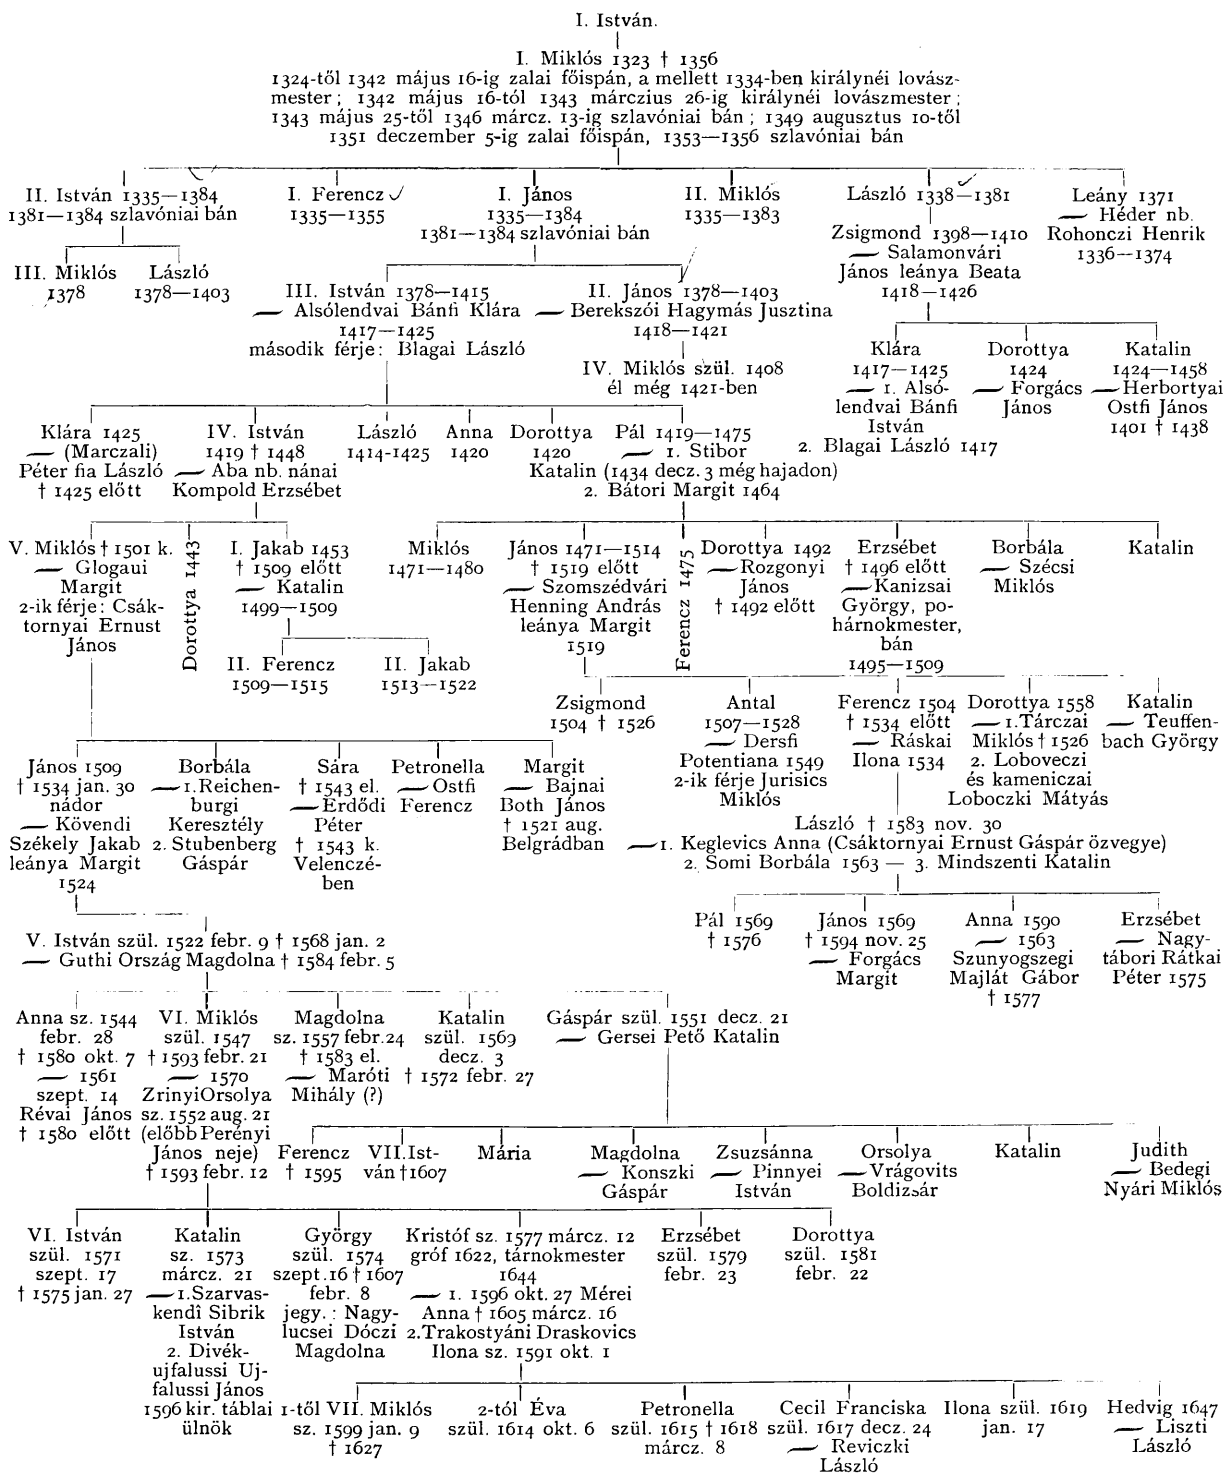 I. István.
I. Miklós 1323 † 1356
1324-től 1342 május 16-ig zalai főispán, a mellett 1334-ben királynéi lovász-
mester; 1342 május 16-tól 1343 márczius 26-ig királynéi lovászmester;
1343 május 25-től 1346 márcz. 13-ig szlavóniai bán; 1349 augusztus 10-től
1351 deczember 5-ig zalai főispán, 1353—1356 szlavóniai bán
II. István 1335—1384
1381—1384 szlavóniai bán
I. Ferencz
1335—1355
I. János
1335—1384
1381—1384 szlavóniai bán
II. Miklós
1335—1383
László 1338—1381
Leány 1371
— Héder nb.
Rohonczi Henrik
1336—1374
Zsigmond 1398—1410
— Salamonvári
János leánya Beata
1418—1426
III. Miklós
1378
László
1378—1403
III. István 1378—1415
— Alsólendvai Bánfi Klára
1417—1425
második férje: Blagai László
II. János 1378—1403
— Berekszói Hagymás Jusztina
1418—1421
IV. Miklós szül. 1408
él még 1421-ben
Klára
1417—1425
— 1. Alsó-
lendvai Bánfi
István
2. Blagai László 1417
Dorottya
1424
— Forgács
János
Katalin
1424—1458
— Herbortyai
Ostfi János
1401 † 1438
Klára 1425
— (Marczali)
Péter fia László
† 1425 előtt
IV. István
1419 † 1448
— Aba nb. nánai
Kompold Erzsébet
László
1414-1425
Anna
1420
Dorottya
1420
Pál 1419—1475
— 1. Stibor
Katalin (1434 decz. 3 még hajadon)
2. Bátori Margit 1464
V. Miklós † 1501 k.
— Glogaui
Margit
2-ik férje: Csák-
tornyai Ernust
János
Dorottya 1443
I. Jakab 1453
† 1509 előtt
— Katalin
1499—1509
II. Ferencz
1509—1515
II. Jakab
1513—1522
Miklós
1471—1480
János 1471—1514
† 1519 előtt
— Szomszédvári
Henning András
leánya Margit
1519
Ferencz 1475
Dorottya 1492
— Rozgonyi
János
† 1492 előtt
Erzsébet
† 1496 előtt
— Kanizsai
György, po-
hárnokmester,
bán
1495—1509
Borbála
— Szécsi
Miklós
Katalin
Zsigmond
1504 † 1526
Antal
1507—1528
— Dersfi
Potentiana 1549
2-ik férje Jurisics
Miklós
Ferencz 1504
† 1534 előtt
— Ráskai
Ilona 1534
Dorottya 1558
— 1. Tárczai
Miklós † 1526
2. Loboveczi
és kameniczai
Loboczki Mátyás
Katalin
— Teuffen-
bach György
János 1509
† 1534 jan. 30
nádor
— Kövendi
Székely Jakab
leánya Margit
1524
Borbála
— 1. Reichen-
burgi
Keresztély
2. Stubenberg
Gáspár
Sára
† 1543 el.
— Erdődi
Péter
† 1543 k.
Velenczé-
ben
Petronella
— Ostfi
Ferencz
Margit
— Bajnai
Both János
† 1521 aug.
Belgrádban
László † 1583 nov. 30
— 1. Keglevics Anna (Csáktornyai Ernust Gáspár özvegye)
2. Somi Borbála 1563 — 3. Mindszenti Katalin
Pál 1569
† 1576
János 1569
† 1594 nov. 25
— Forgács
Margit
Anna 1590
— 1563
Szunyogszegi
Majlát Gábor
† 1577
Erzsébet
— Nagy-
tábori Rátkai
Péter 1575
V. István szül. 1522 febr. 9 † 1568 jan. 2
— Guthi Ország Magdolna † 1584 febr. 5
Anna sz. 1544
febr. 28
† 1580 okt. 7
— 1561
szept. 14
Révai János
† 1580 előtt
VI. Miklós
szül. 1547
† 1593 febr. 21
— 1570
Zrinyi Orsolya
sz. 1552 aug. 21
(előbb Perényi
János neje)
† 1593 febr. 12
Magdolna
sz. 1557 febr. 24
† 1583 el.
— Maróti
Mihály (?)
Katalin
szül. 1569
decz. 3
† 1572 febr. 27
Gáspár szül. 1551 decz. 21
— Gersei Pető Katalin
Ferencz
† 1595
VII. Ist-
ván † 1607
Mária
Magdolna
— Konszki
Gáspár
Zsuzsánna
— Pinnyei
István
Orsolya
— Vrágovits
Boldizsár
Katalin
Judith
— Bedegi
Nyári Miklós
VI. István
szül. 1571
szept. 17
† 1575 jan. 27
Katalin
sz. 1573
márcz. 21
— 1. Szarvas-
kendi Sibrik
István
2. Divék-
ujfalussi Uj-
falussi János
1596 kir. táblai
ülnök
György
szül. 1574
szept. 16 † 1607
febr. 8
jegy.: Nagy-
lucsei Dóczi
Magdolna
Kristóf sz. 1577 márcz. 12
gróf 1622, tárnokmester
1644
— 1. 1596 okt. 27 Mérei
Anna † 1605 márcz. 16
2. Trakostyáni Draskovics
Ilona sz. 1591 okt. 1
Erzsébet
szül. 1579
febr. 23
Dorottya
szül. 1581
febr. 22
1-től VII. Miklós
sz. 1599 jan. 9
† 1627
2-tól Éva
szül. 1614 okt. 6
Petronella
szül. 1615 † 1618
márcz. 8
Cecil Franciska
szül. 1617 decz. 24
— Reviczki
László
Ilona szül. 1619
jan. 17
Hedvig 1647
— Liszti
László